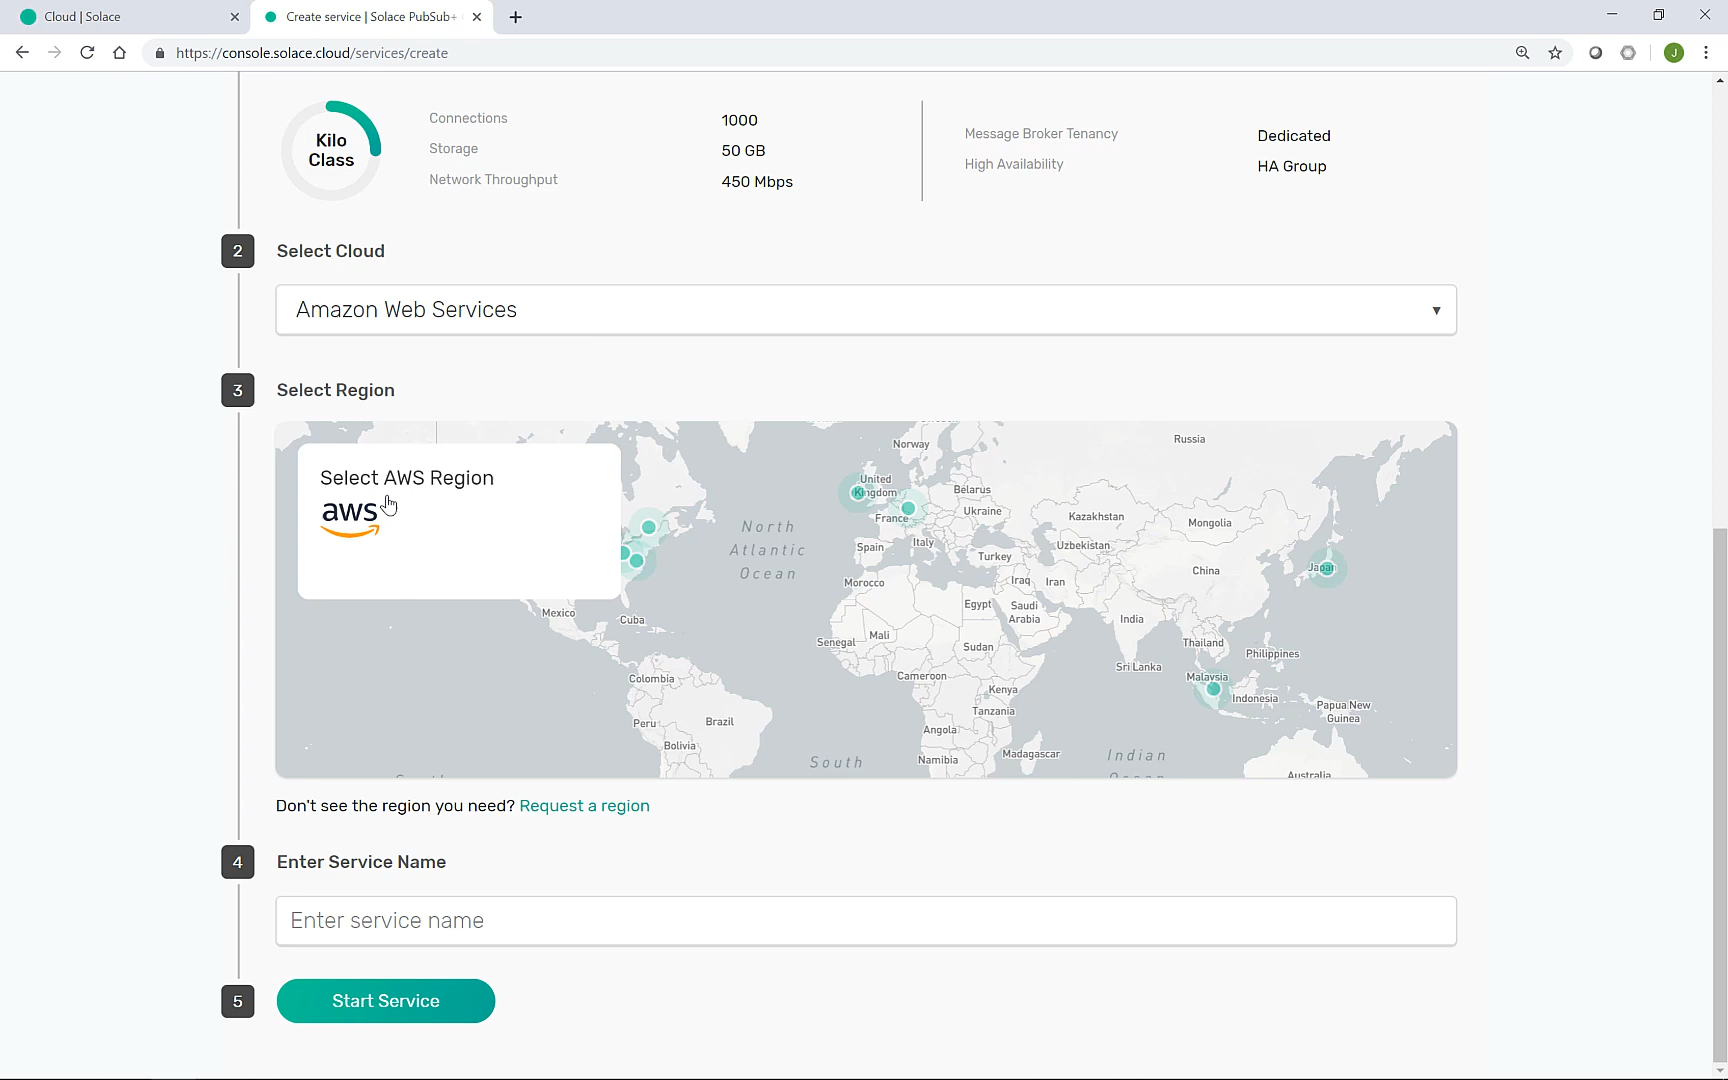 Cloud | Solace
Create service | Solace PubSub+
https://console.solace.cloud/services/create
J
Kilo
Class
Connections 1000
Storage 50 GB
Network Throughput 450 Mbps
Message Broker Tenancy Dedicated
High Availability HA Group
2 Select Cloud
Amazon Web Services
3 Select Region
Select AWS Region
aws
Norway
Russia
United
Kingdom
Belarus
Ukraine
France
Kazakhstan
Mongolia
North
Atlantic
Ocean
Spain
Italy
Turkey
Uzbekistan
China
Japan
Morocco
Iraq
Iran
Mexico
Cuba
Egypt
Saudi
Arabia
India
Senegal
Mali
Sudan
Thailand
Philippines
Sri Lanka
Colombia
Cameroon
Kenya
Malaysia
Indonesia
Tanzania
Papua New
Guinea
Peru
Brazil
Angola
Bolivia
South
Namibia
Madagascar
Indian
Ocean
Australia
Don't see the region you need? Request a region
4 Enter Service Name
Enter service name
5 Start Service